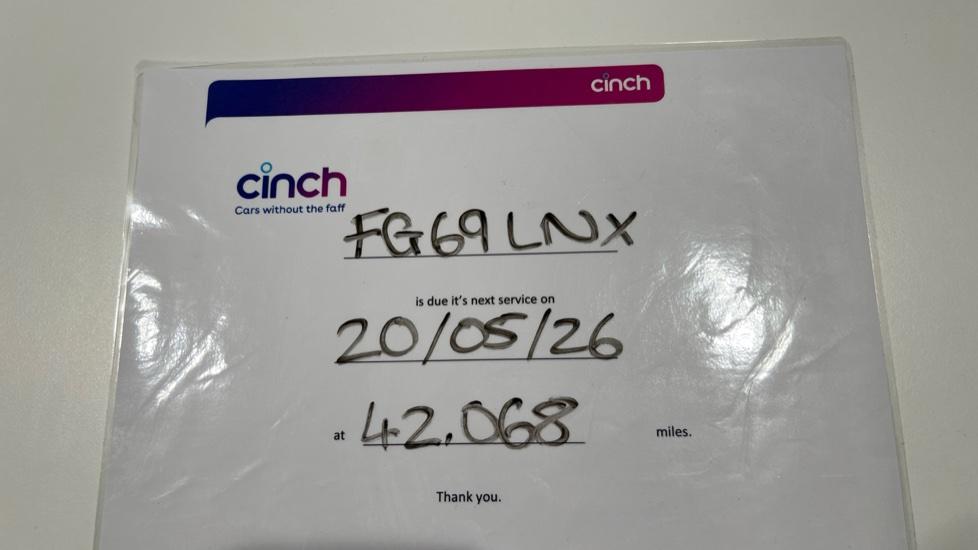 cinch
cinch
Cars without the faff
FG69 LNX
is due it's next service on
20/05/26
at 42.068 miles.
Thank you.